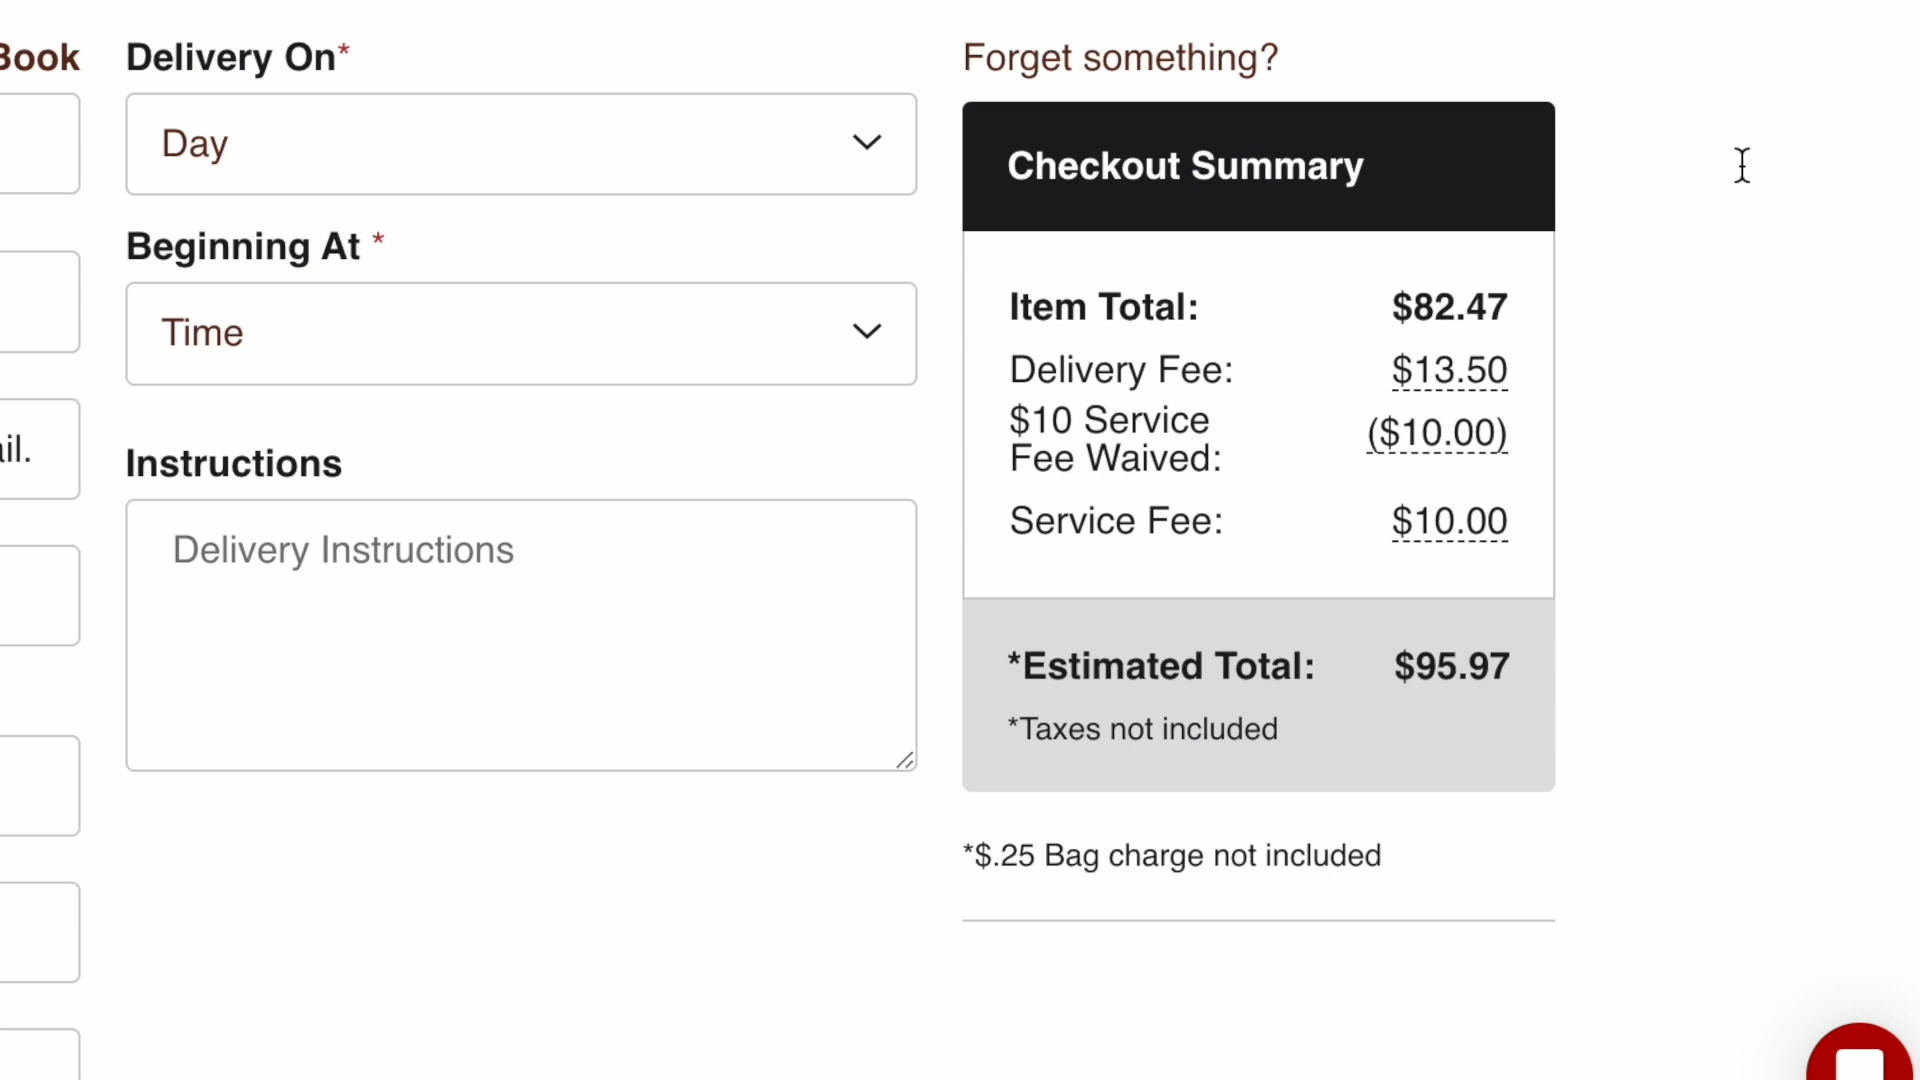 Book
ail.
Delivery On*
Day
Beginning At *
Time
Instructions
Delivery Instructions
Forget something?
Checkout Summary
Item Total: $82.47
Delivery Fee: $13.50
$10 Service
Fee Waived: ($10.00)
Service Fee: $10.00
*Estimated Total: $95.97
*Taxes not included
*$.25 Bag charge not included